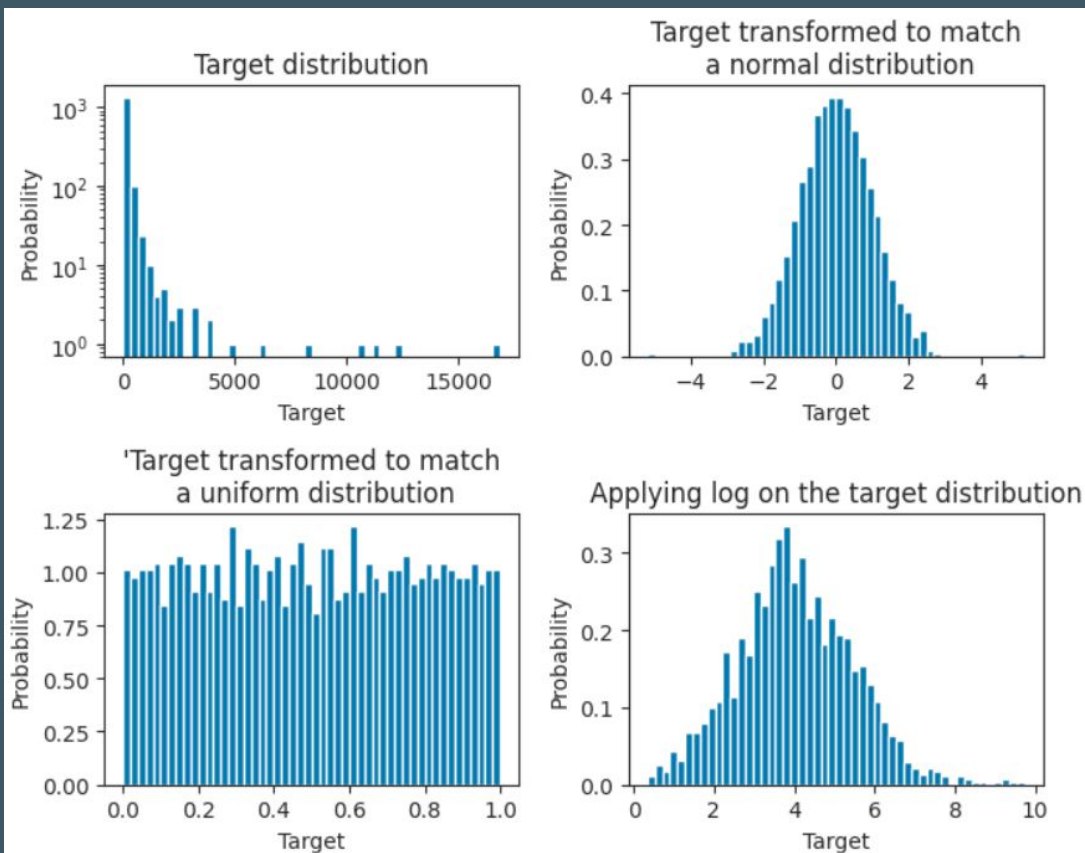 Target distribution
10³
10²
10¹
10⁰
Probability
0
5000
10000
15000
Target
Target transformed to match
a normal distribution
0.4
0.3
0.2
0.1
0.0
Probability
−4
−2
0
2
4
Target
'Target transformed to match
a uniform distribution
1.25
1.00
0.75
0.50
0.25
0.00
Probability
0.0
0.2
0.4
0.6
0.8
1.0
Target
Applying log on the target distribution
0.3
0.2
0.1
0.0
Probability
0
2
4
6
8
10
Target